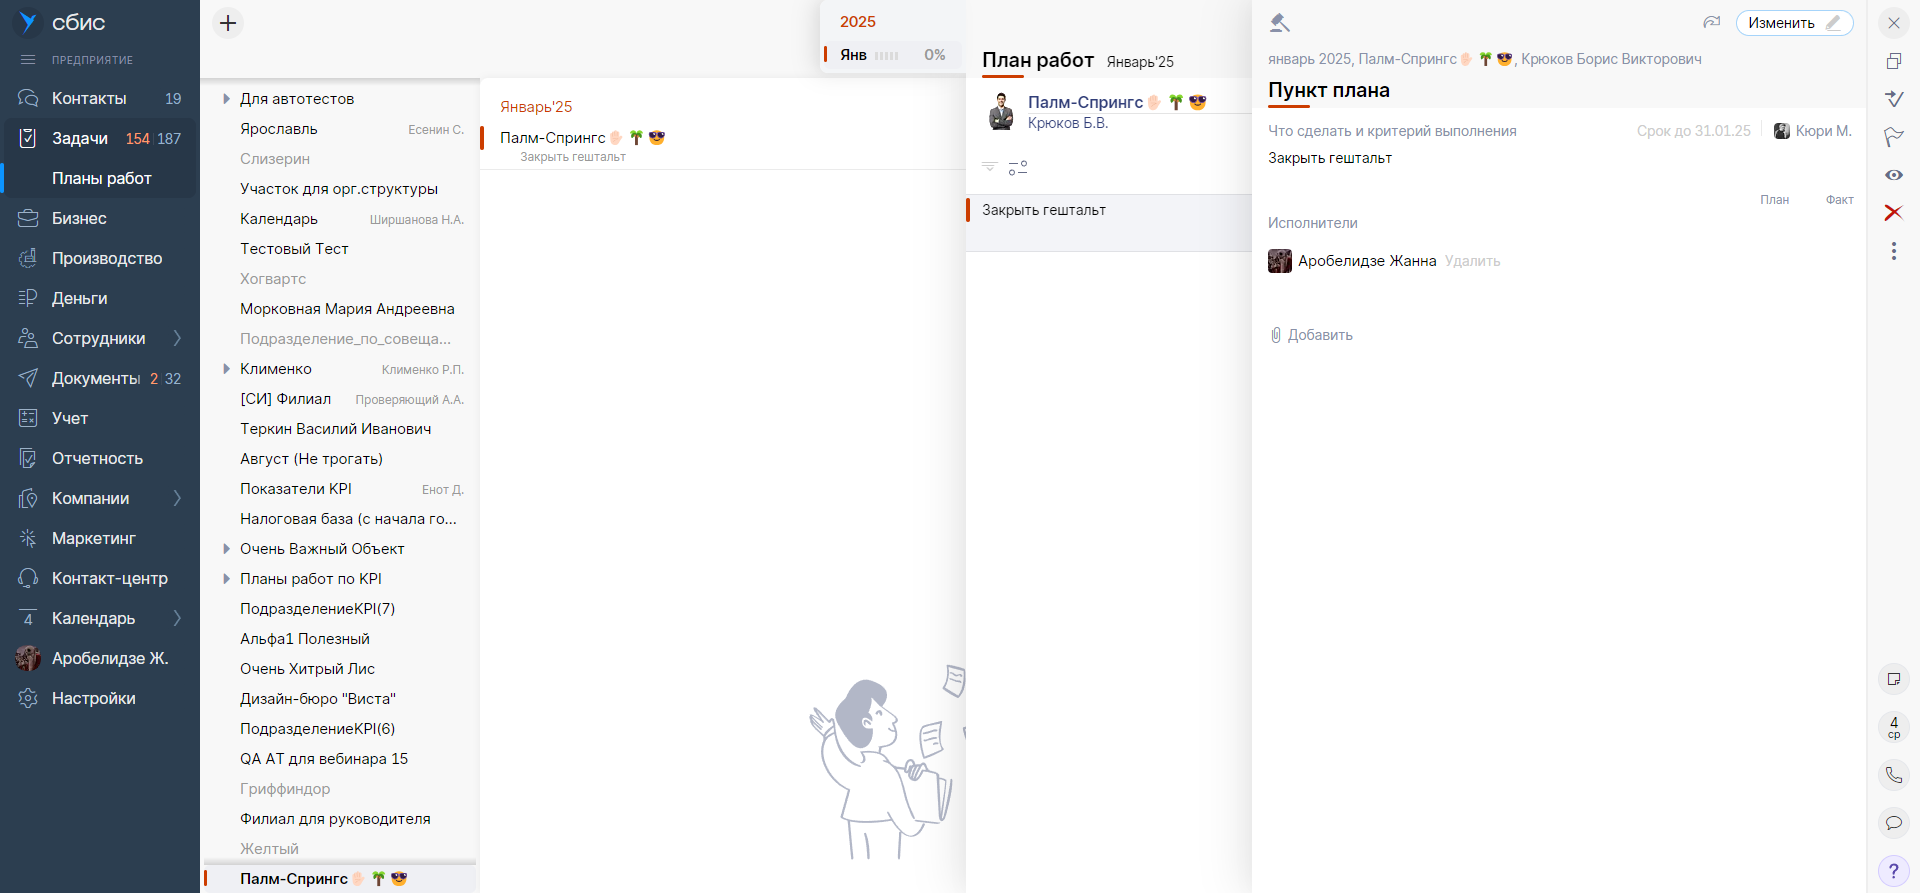 сбис
ПРЕДПРИЯТИЕ
Контакты 19
Задачи 154 187
Планы работ
Бизнес
Производство
Деньги
Сотрудники
Документы 2 32
Учет
Отчетность
Компании
Маркетинг
Контакт-центр
4 Календарь
Аробелидзе Ж.
Настройки
Для автотестов
Ярославль Есенин С.
Слизерин
Участок для орг.структуры
Календарь Ширшанова Н.А.
Тестовый Тест
Хогвартс
Морковная Мария Андреевна
Подразделение_по_совеща...
Клименко Клименко Р.П.
[СИ] Филиал Проверяющий А.А.
Теркин Василий Иванович
Август (Не трогать)
Показатели KPI Енот Д.
Налоговая база (с начала го...
Очень Важный Объект
Планы работ по KPI
ПодразделениеKPI(7)
Альфа1 Полезный
Очень Хитрый Лис
Дизайн-бюро "Виста"
ПодразделениеKPI(6)
QA АТ для вебинара 15
Гриффиндор
Филиал для руководителя
Желтый
Палм-Спрингс✋🏻 🌴 😎
2025
Янв 0%
Январь'25
Палм-Спрингс✋🏻 🌴 😎
Закрыть гештальт
План работ Январь'25
Палм-Спрингс✋🏻 🌴 😎
Крюков Б.В.
Закрыть гештальт
Изменить
январь 2025, Палм-Спрингс✋🏻 🌴 😎, Крюков Борис Викторович
Пункт плана
Что сделать и критерий выполнения Срок до 31.01.25 Кюри М.
Закрыть гештальт
План Факт
Исполнители
Аробелидзе Жанна Удалить
Добавить
4
ср
?